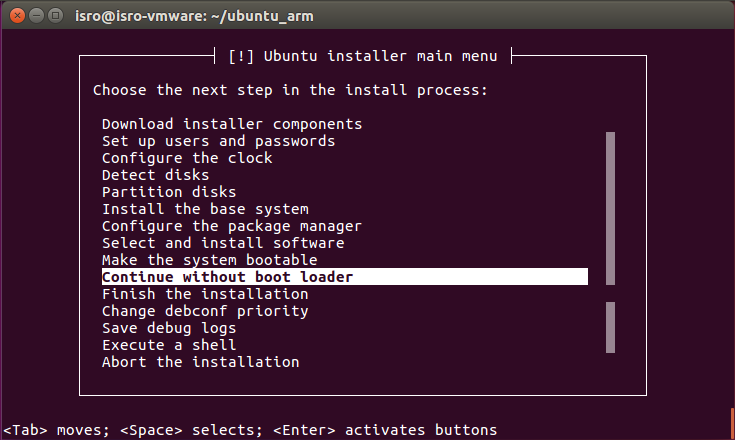 isro@isro-vmware: ~/ubuntu_arm
[!] Ubuntu installer main menu
Choose the next step in the install process:
Download installer components
Set up users and passwords
Configure the clock
Detect disks
Partition disks
Install the base system
Configure the package manager
Select and install software
Make the system bootable
Continue without boot loader
Finish the installation
Change debconf priority
Save debug logs
Execute a shell
Abort the installation
<Tab> moves; <Space> selects; <Enter> activates buttons